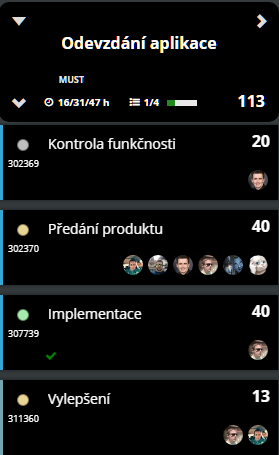 Odevzdání aplikace
MUST
16/31/47 h 1/4 113
Kontrola funkčnosti 20
302369
Předání produktu 40
302370
Implementace 40
307739
Vylepšení 13
311360